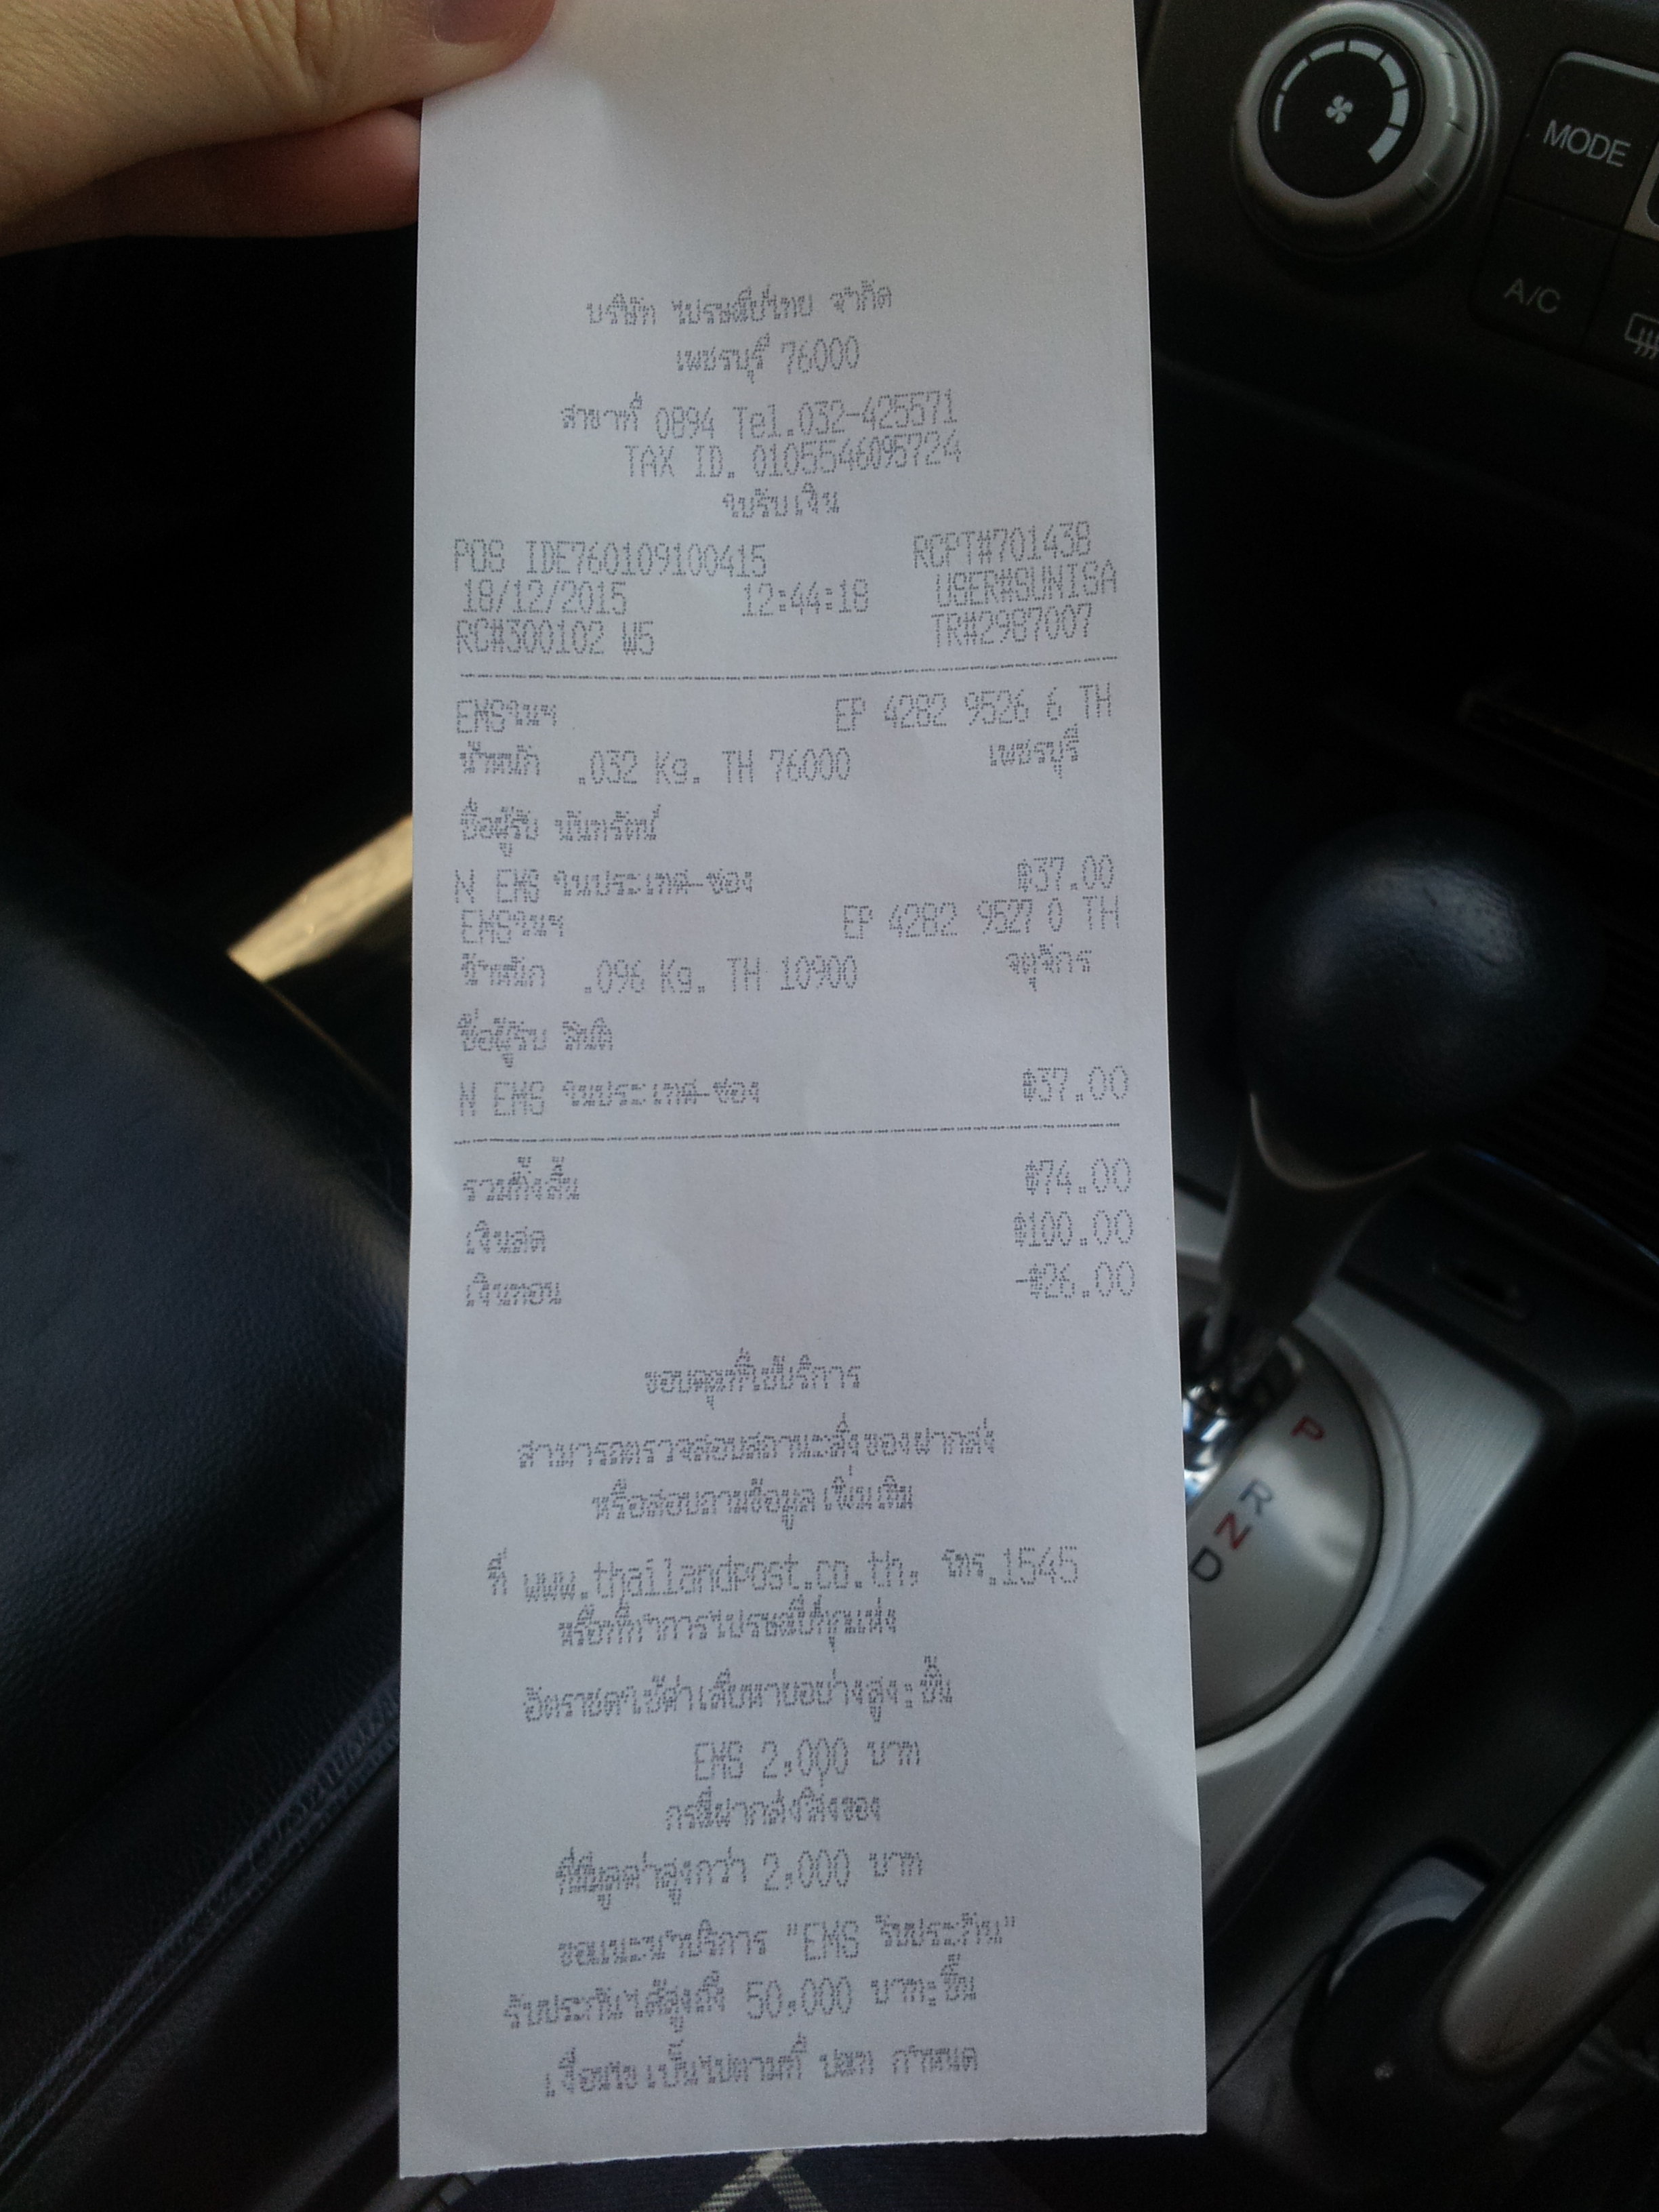 บริษัท ไปรษณีย์ไทย จำกัด
เพชรบุรี 76000
สาขาที่ 0894 Tel.032-425571
TAX ID. 0105546095724
ใบรับเงิน
POS IDE760109100415 RCPT#701438
18/12/2015 12:44:18 USER#SUNISA
RC#300102 W5 TR#2987007
EMSในฯ EP 4282 9526 6 TH
น้ำหนัก .032 Kg. TH 76000 เพชรบุรี
ชื่อผู้รับ นันทรัตน์
N EMS ในประเทศ-ซอง ฿37.00
EMSในฯ EP 4282 9527 0 TH
น้ำหนัก .096 Kg. TH 10900 จตุจักร
ชื่อผู้รับ
N EMS ในประเทศ-ซอง ฿37.00
รวมทั้งสิ้น ฿74.00
เงินสด ฿100.00
เงินทอน -฿26.00
ขอบคุณที่ใช้บริการ
สามารถตรวจสอบสถานะสิ่งของฝากส่ง
หรือสอบถามข้อมูลเพิ่มเติม
ที่ www.thailandpost.co.th, โทร.1545
หรือที่ทำการไปรษณีย์ทุกแห่ง
อัตราชดใช้ค่าเสียหายอย่างสูง:ชิ้น
EMS 2,000 บาท
กรณีฝากส่งสิ่งของ
ที่มีมูลค่าสูงกว่า 2,000 บาท
ขอแนะนำบริการ "EMS รับประกัน"
รับประกันได้สูงถึง 50,000 บาท:ชิ้น
เงื่อนไขเป็นไปตามที่ ปณท กำหนด
MODE
A/C
P
R
N
D